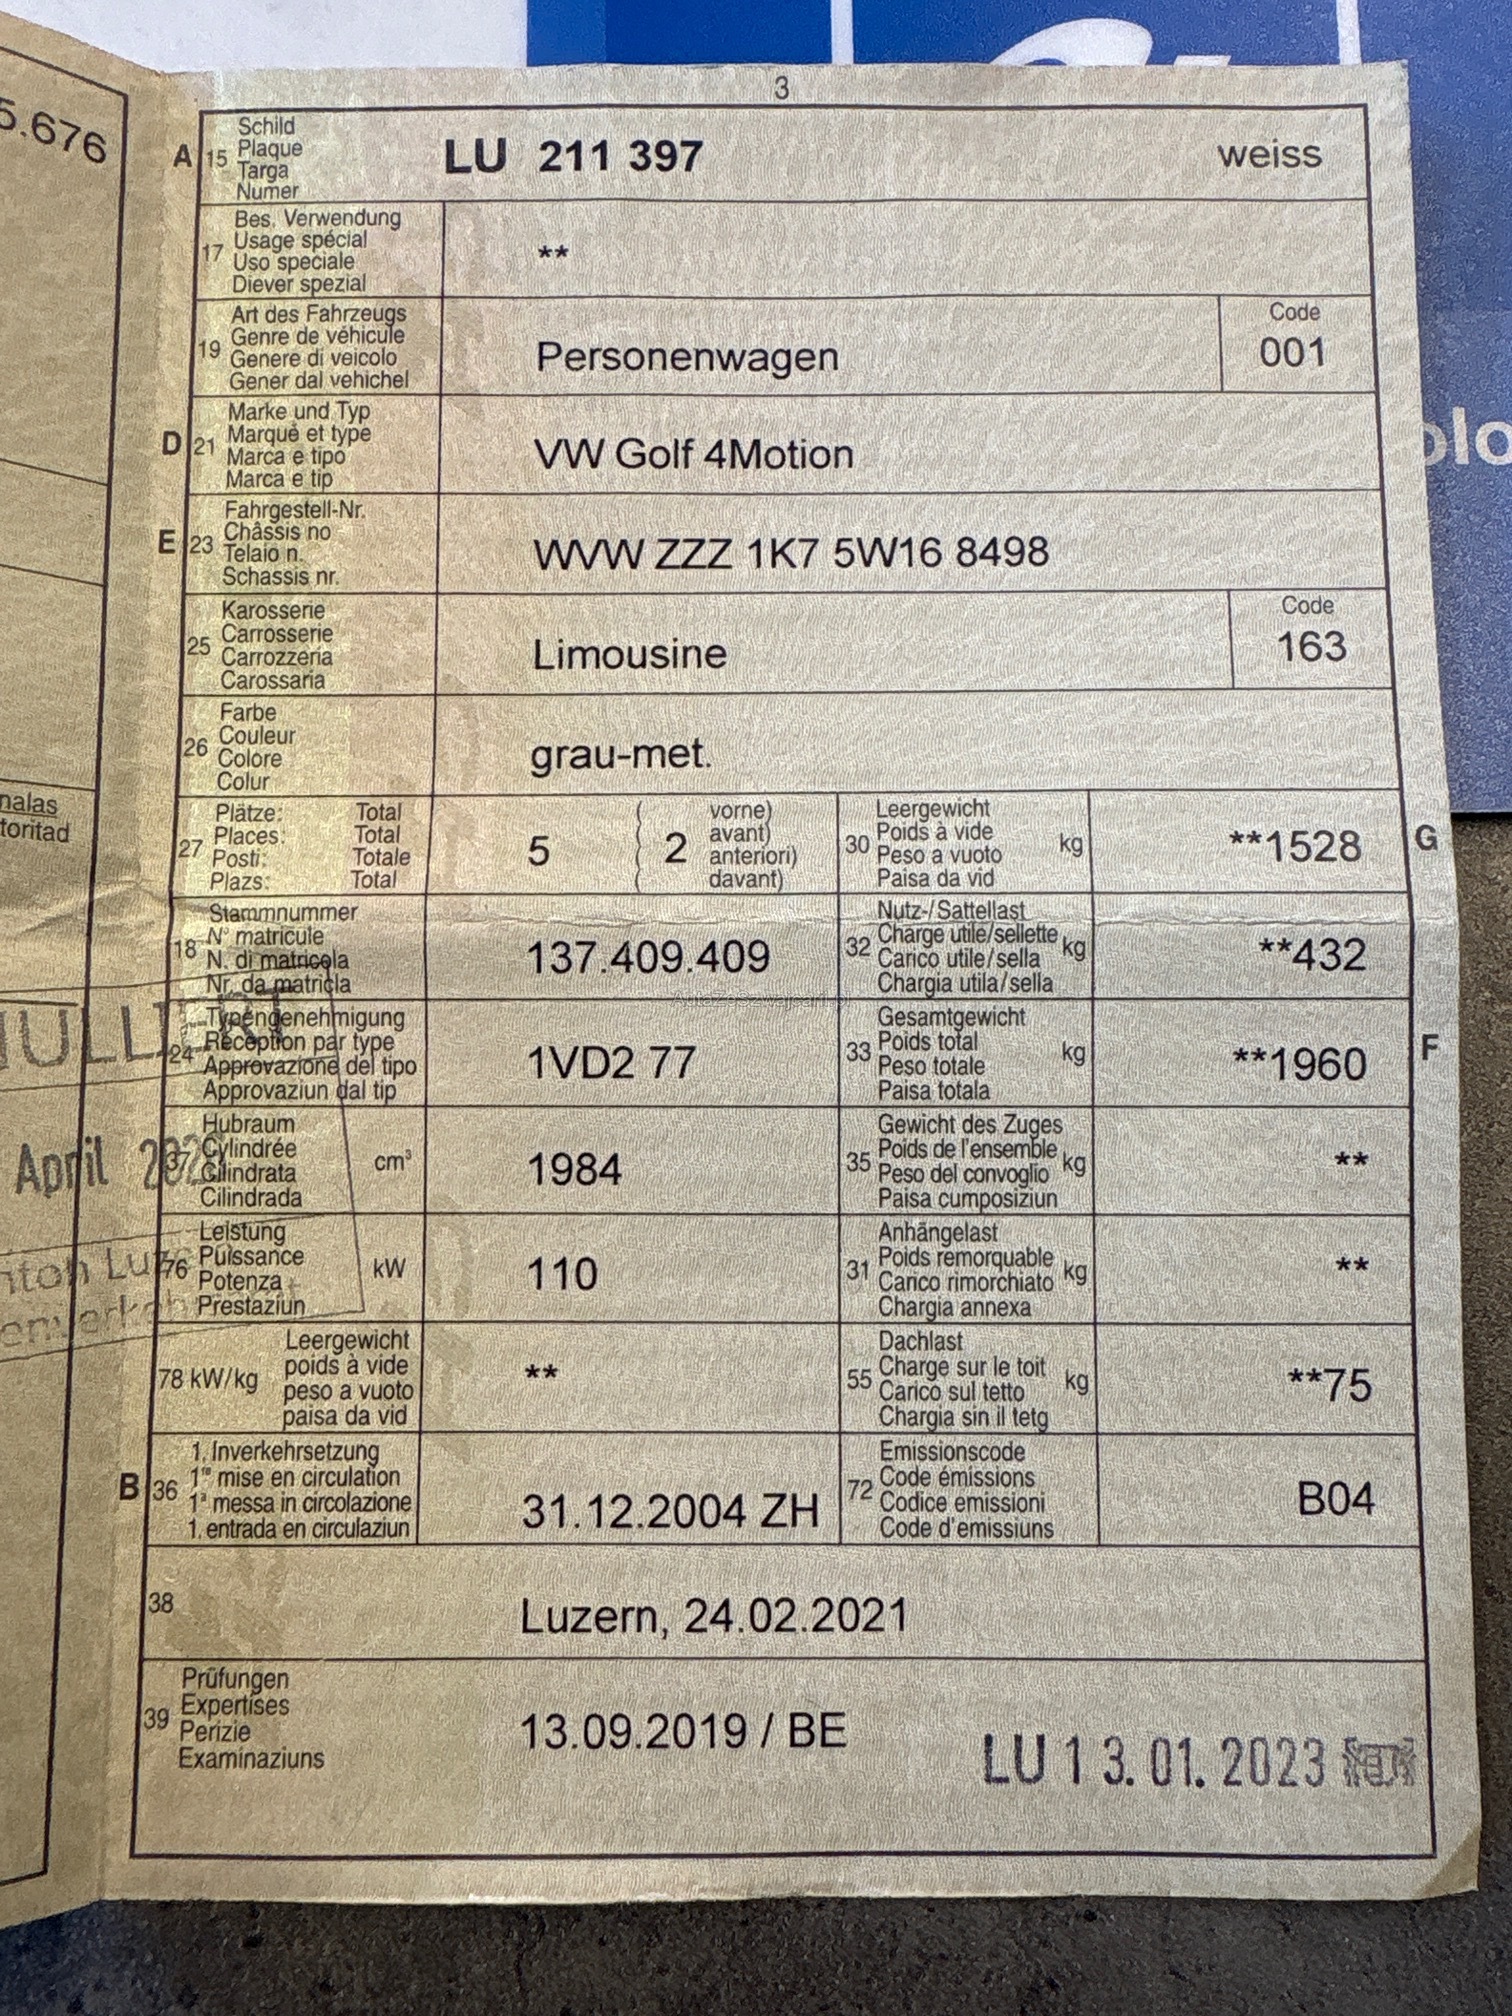 5.676
3
A 15 Schild
Plaque
Targa
Numer
LU 211 397 weiss
17 Bes. Verwendung
Usage spécial
Uso speciale
Diever spezial
**
19 Art des Fahrzeugs
Genre de véhicule
Genere di veicolo
Gener dal vehichel
Personenwagen
Code
001
D 21 Marke und Typ
Marque et type
Marca e tipo
Marca e tip
VW Golf 4Motion
E 23 Fahrgestell-Nr.
Châssis no
Telaio n.
Schassis nr.
WVW ZZZ 1K7 5W16 8498
25 Karosserie
Carrosserie
Carrozzeria
Carossaria
Limousine
Code
163
26 Farbe
Couleur
Colore
Colur
grau-met.
27 Plätze: Total
Places: Total
Posti: Totale
Plazs: Total
5 ( 2 vorne)
avant)
anteriori)
davant)
30 Leergewicht
Poids à vide
Peso a vuoto
Paisa da vid
kg
**1528 G
nalas
toritad
18 Stammnummer
N° matricule
N. di matricola
Nr. da matricla
137.409.409
32 Nutz-/Sattellast
Charge utile/sellette
Carico utile/sella
Chargia utila/sella
kg
**432
AutaZeSzwajcarii.pl
24 Typengenehmigung
Réception par type
Approvazione del tipo
Approvaziun dal tip
1VD2 77
33 Gesamtgewicht
Poids total
Peso totale
Paisa totala
kg
**1960 F
NULLIERT
April
37 Hubraum
Cylindrée
Cilindrata
Cilindrada
cm³
1984
35 Gewicht des Zuges
Poids de l'ensemble
Peso del convoglio
Paisa cumposiziun
kg
**
76 Leistung
Puissance
Potenza
Prestaziun
kW
110
31 Anhängelast
Poids remorquable
Carico rimorchiato
Chargia annexa
kg
**
78 kW/kg Leergewicht
poids à vide
peso a vuoto
paisa da vid
**
55 Dachlast
Charge sur le toit
Carico sul tetto
Chargia sin il tetg
kg
**75
B 36 1. Inverkehrsetzung
1re mise en circulation
1a messa in circolazione
1. entrada en circulaziun
31.12.2004 ZH
72 Emissionscode
Code émissions
Codice emissioni
Code d'emissiuns
B04
38 Luzern, 24.02.2021
39 Prüfungen
Expertises
Perizie
Examinaziuns
13.09.2019 / BE
LU 13.01.2023
olo